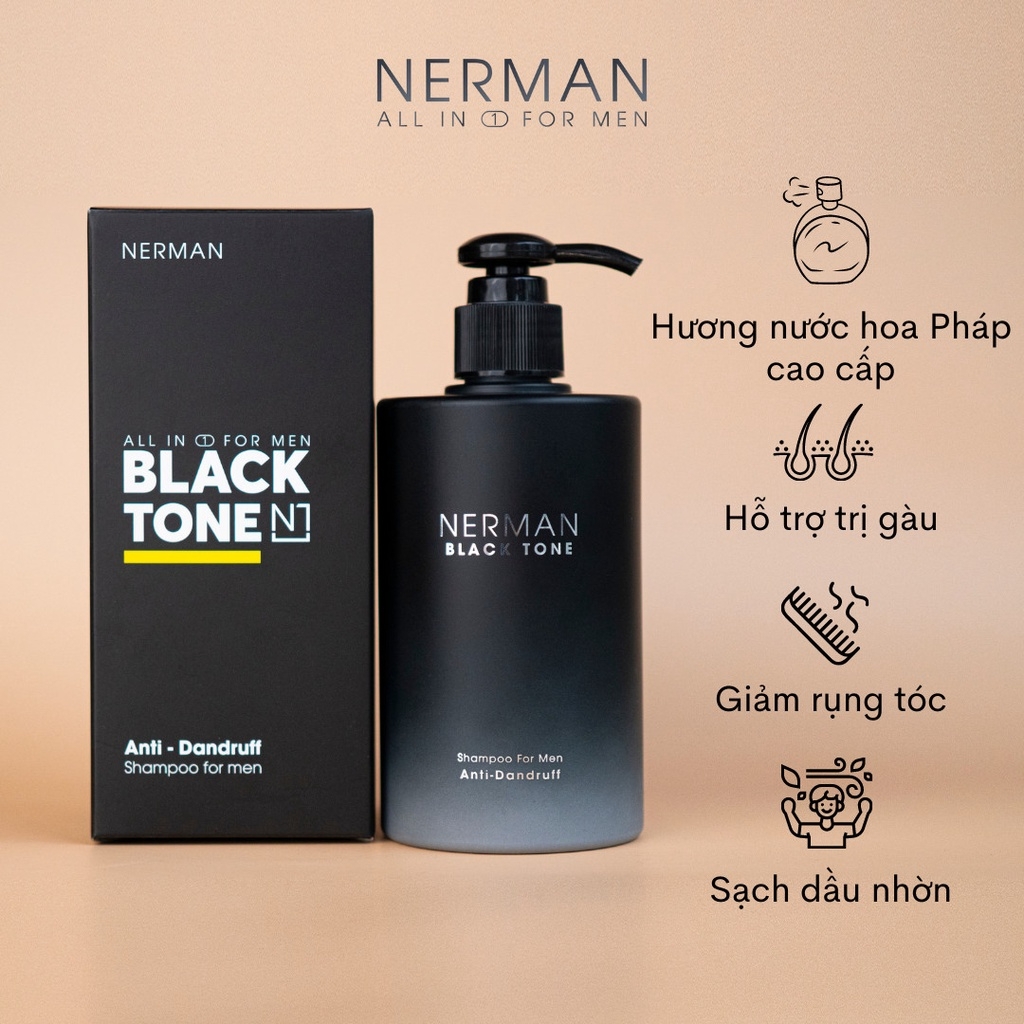 NERMAN
ALL IN 1 FOR MEN
NERMAN
ALL IN 1 FOR MEN
BLACK
TONE N1
Anti - Dandruff
Shampoo for men
NERMAN
BLACK TONE
Shampoo For Men
Anti-Dandruff
Hương nước hoa Pháp
cao cấp
Hỗ trợ trị gàu
Giảm rụng tóc
Sạch dầu nhờn